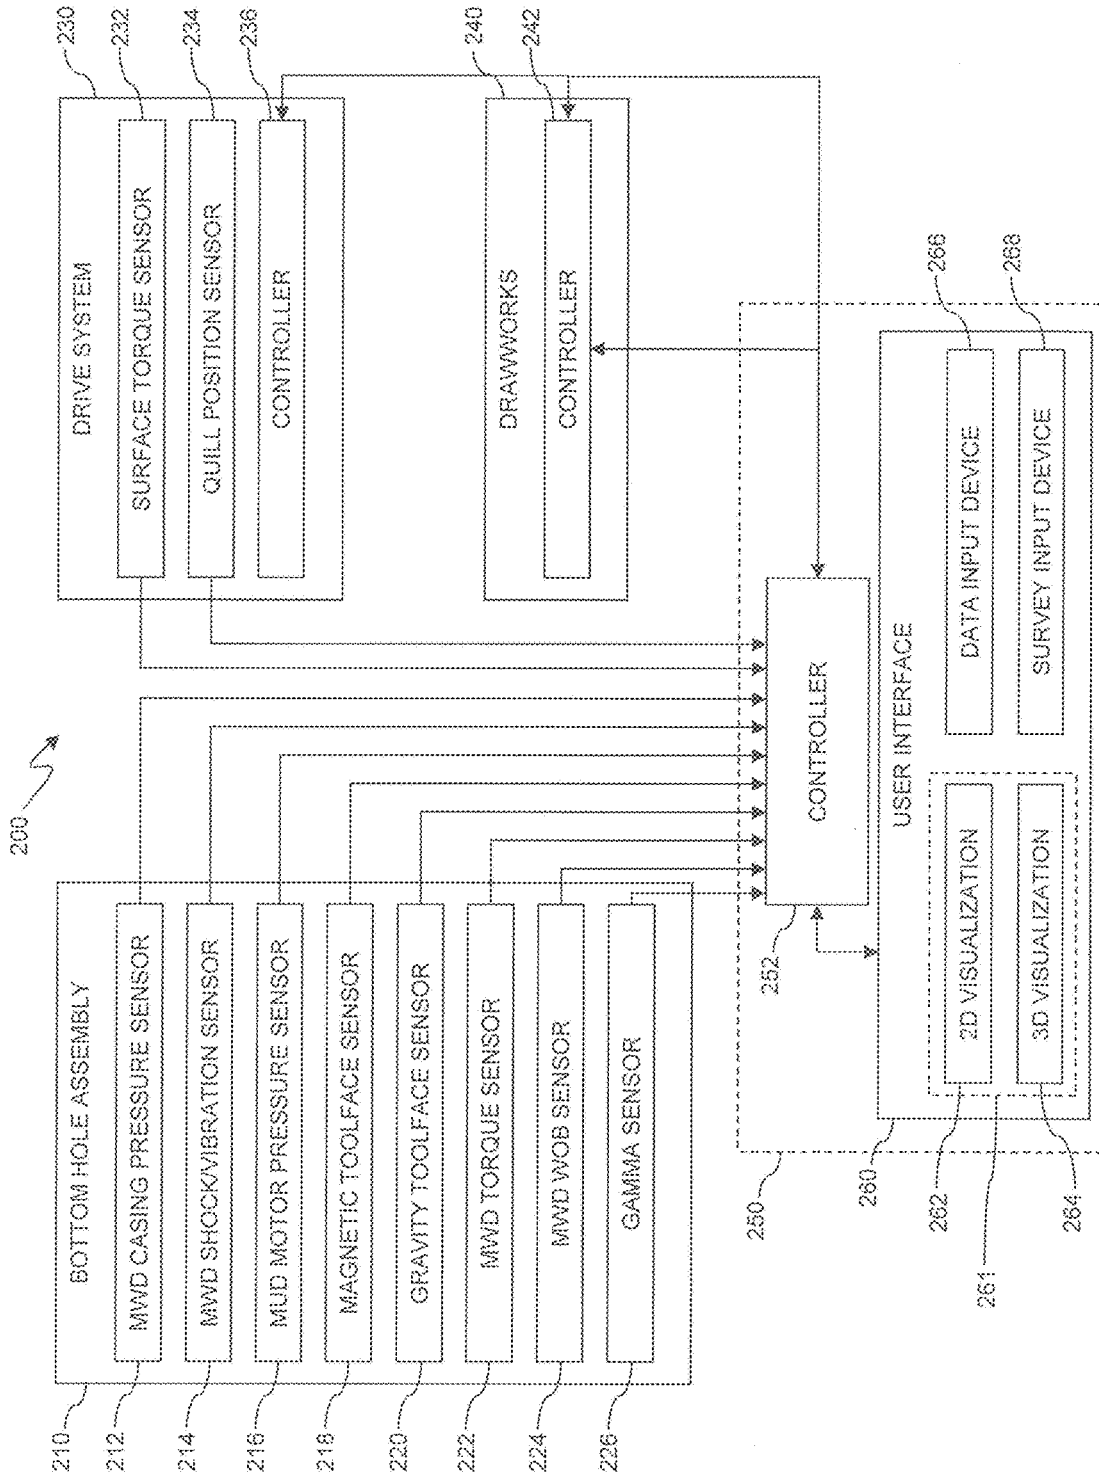 200
210
BOTTOM HOLE ASSEMBLY
212
MWD CASING PRESSURE SENSOR
214
MWD SHOCK/VIBRATION SENSOR
216
MUD MOTOR PRESSURE SENSOR
218
MAGNETIC TOOLFACE SENSOR
220
GRAVITY TOOLFACE SENSOR
222
MWD TORQUE SENSOR
224
MWD WOB SENSOR
226
GAMMA SENSOR
230
DRIVE SYSTEM
232
SURFACE TORQUE SENSOR
234
QUILL POSITION SENSOR
236
CONTROLLER
240
DRAWWORKS
242
CONTROLLER
250
252
CONTROLLER
260
USER INTERFACE
261
262
2D VISUALIZATION
264
3D VISUALIZATION
266
DATA INPUT DEVICE
268
SURVEY INPUT DEVICE